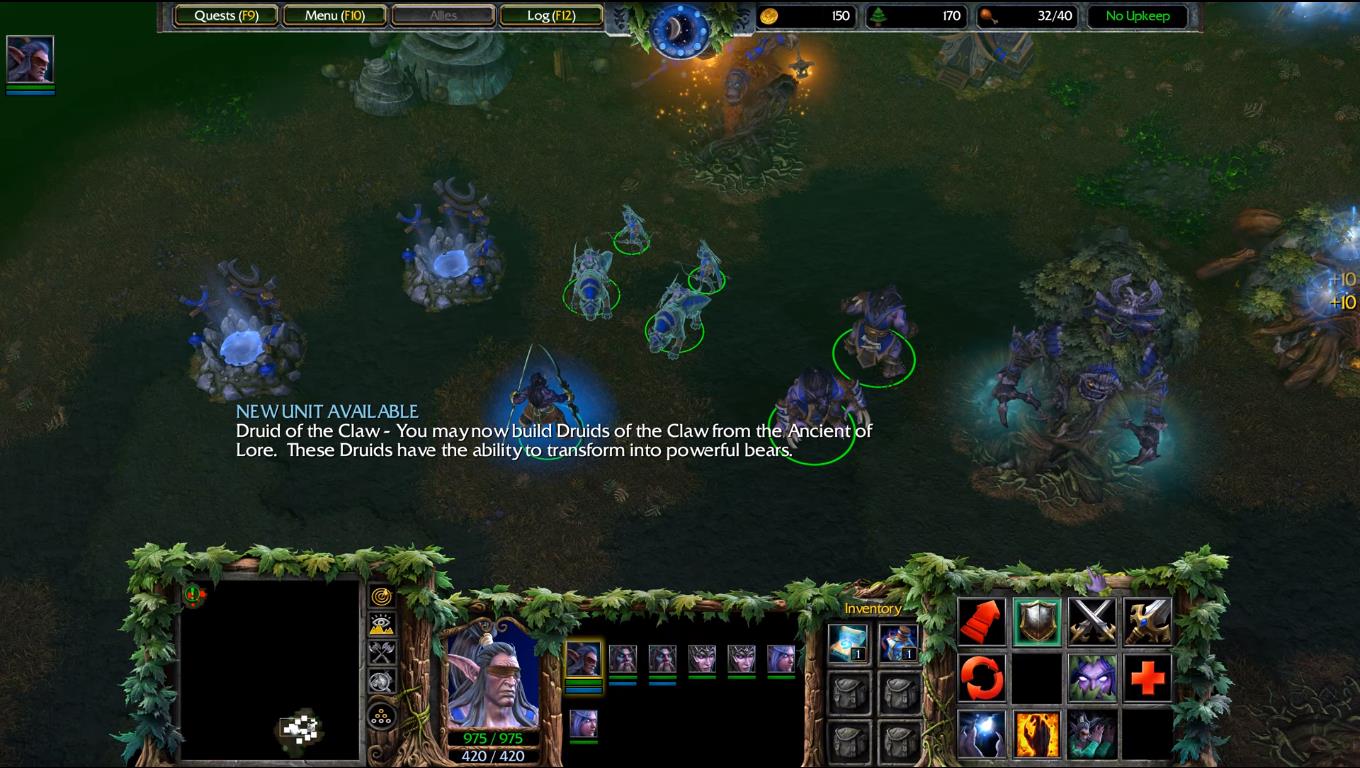 Quests (F9)
Menu (F10)
Allies
Log (F12)
150
170
32/40
No Upkeep
+10
+10
NEW UNIT AVAILABLE
Druid of the Claw - You may now build Druids of the Claw from the Ancient of
Lore. These Druids have the ability to transform into powerful bears.
Inventory
1
1
975 / 975
420 / 420